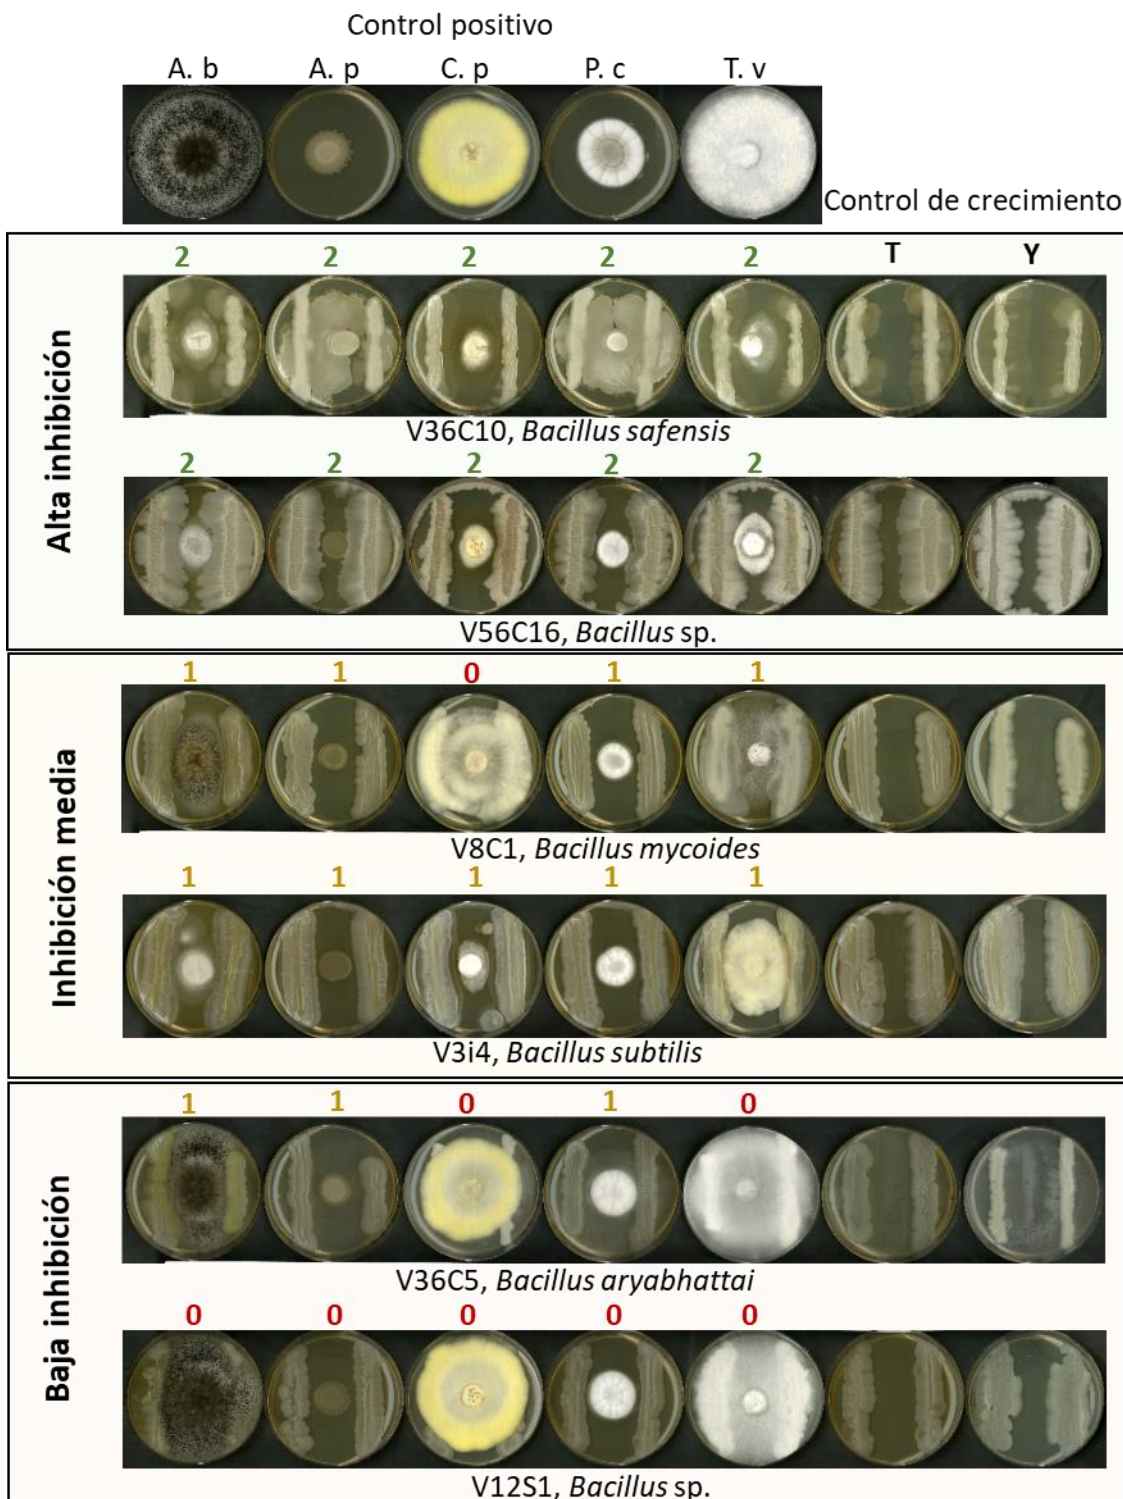 Control positivo
A. b A. p C. p P. c T. v
Control de crecimiento
Alta inhibición
2 2 2 2 2 T Y
V36C10, Bacillus safensis
2 2 2 2 2
V56C16, Bacillus sp.
Inhibición media
1 1 0 1 1
V8C1, Bacillus mycoides
1 1 1 1 1
V3i4, Bacillus subtilis
Baja inhibición
1 1 0 1 0
V36C5, Bacillus aryabhattai
0 0 0 0 0
V12S1, Bacillus sp.